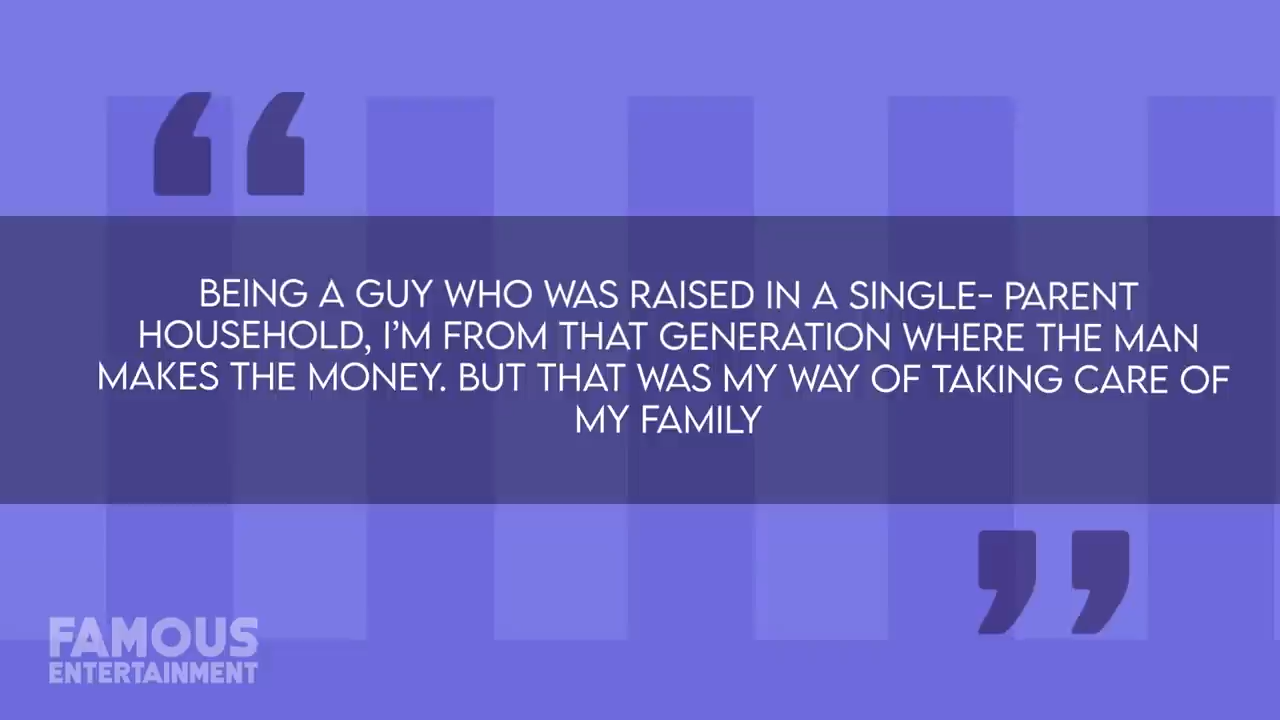 “
BEING A GUY WHO WAS RAISED IN A SINGLE- PARENT
HOUSEHOLD, I’M FROM THAT GENERATION WHERE THE MAN
MAKES THE MONEY. BUT THAT WAS MY WAY OF TAKING CARE OF
MY FAMILY
”
FAMOUS
ENTERTAINMENT